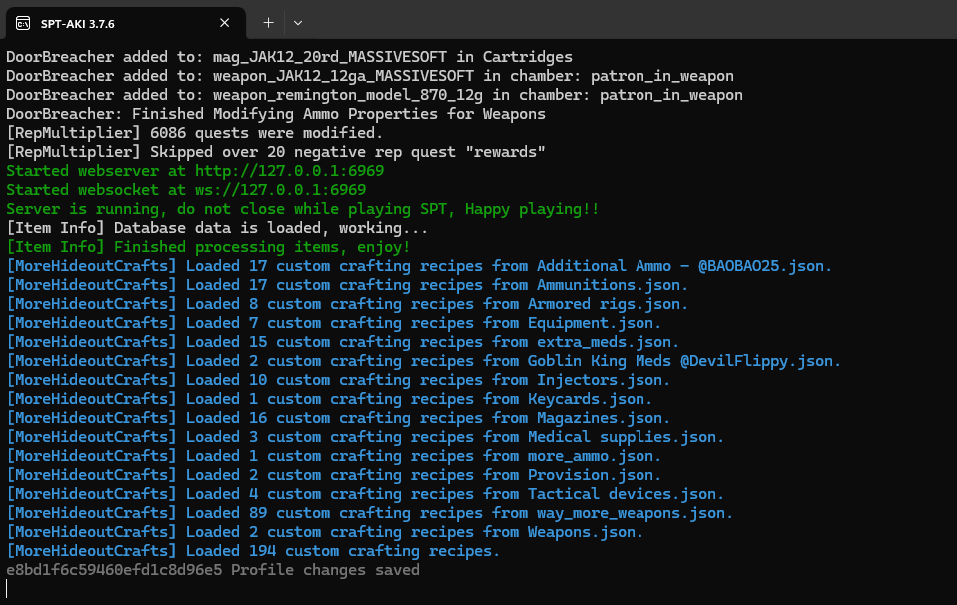 SPT-AKI 3.7.6
DoorBreacher added to: mag_JAK12_20rd_MASSIVESOFT in Cartridges
DoorBreacher added to: weapon_JAK12_12ga_MASSIVESOFT in chamber: patron_in_weapon
DoorBreacher added to: weapon_remington_model_870_12g in chamber: patron_in_weapon
DoorBreacher: Finished Modifying Ammo Properties for Weapons
[RepMultiplier] 6086 quests were modified.
[RepMultiplier] Skipped over 20 negative rep quest "rewards"
Started webserver at http://127.0.0.1:6969
Started websocket at ws://127.0.0.1:6969
Server is running, do not close while playing SPT, Happy playing!!
[Item Info] Database data is loaded, working...
[Item Info] Finished processing items, enjoy!
[MoreHideoutCrafts] Loaded 17 custom crafting recipes from Additional Ammo - @BAOBAO25.json.
[MoreHideoutCrafts] Loaded 17 custom crafting recipes from Ammunitions.json.
[MoreHideoutCrafts] Loaded 8 custom crafting recipes from Armored rigs.json.
[MoreHideoutCrafts] Loaded 7 custom crafting recipes from Equipment.json.
[MoreHideoutCrafts] Loaded 15 custom crafting recipes from extra_meds.json.
[MoreHideoutCrafts] Loaded 2 custom crafting recipes from Goblin King Meds @DevilFlippy.json.
[MoreHideoutCrafts] Loaded 10 custom crafting recipes from Injectors.json.
[MoreHideoutCrafts] Loaded 1 custom crafting recipes from Keycards.json.
[MoreHideoutCrafts] Loaded 16 custom crafting recipes from Magazines.json.
[MoreHideoutCrafts] Loaded 3 custom crafting recipes from Medical supplies.json.
[MoreHideoutCrafts] Loaded 1 custom crafting recipes from more_ammo.json.
[MoreHideoutCrafts] Loaded 2 custom crafting recipes from Provision.json.
[MoreHideoutCrafts] Loaded 4 custom crafting recipes from Tactical devices.json.
[MoreHideoutCrafts] Loaded 89 custom crafting recipes from way_more_weapons.json.
[MoreHideoutCrafts] Loaded 2 custom crafting recipes from Weapons.json.
[MoreHideoutCrafts] Loaded 194 custom crafting recipes.
e8bd1f6c59460efd1c8d96e5 Profile changes saved